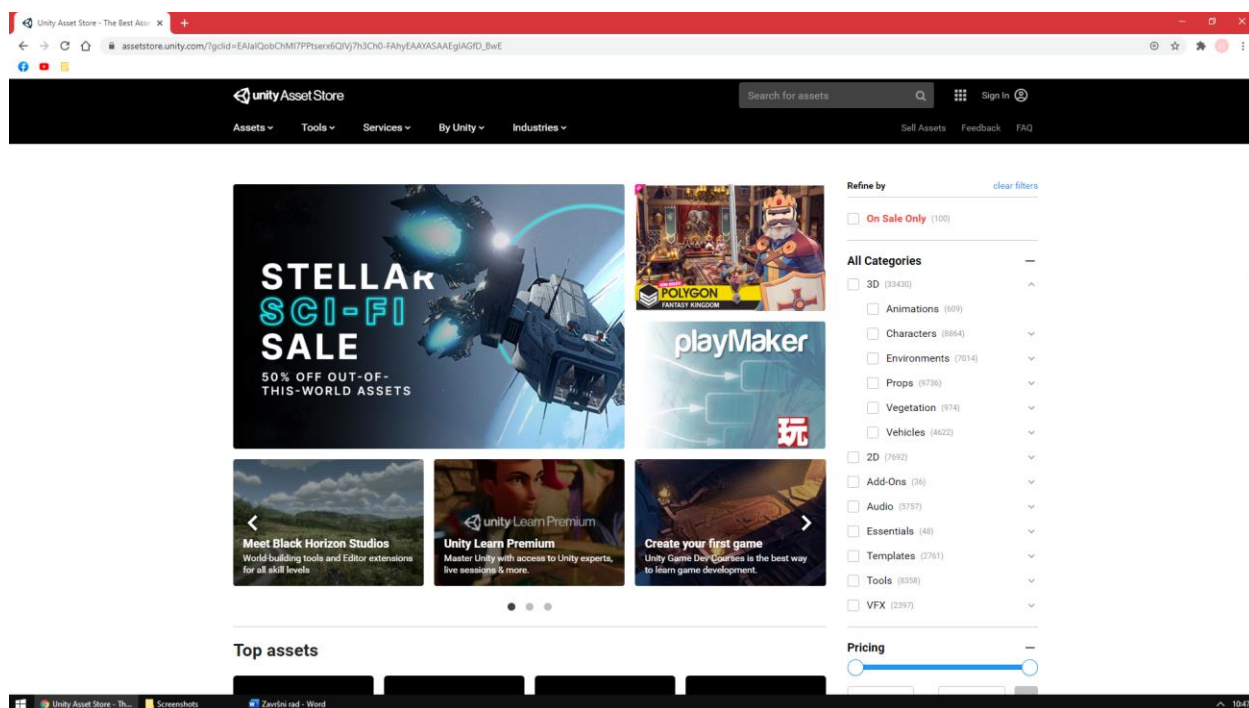 Unity Asset Store - The Best Asse
assetstore.unity.com/?gclid=EAIaIQobChMI7PPtserx6QIVj7h3Ch0-FAhyEAAYASAAEgIAGfD_BwE
unity Asset Store
Search for assets
Sign In
Assets
Tools
Services
By Unity
Industries
Sell Assets
Feedback
FAQ
STELLAR
SCI-FI
SALE
50% OFF OUT-OF-
THIS-WORLD ASSETS
POLYGON
FANTASY KINGDOM
playMaker
玩
Meet Black Horizon Studios
World-building tools and Editor extensions
for all skill levels
unity Learn Premium
Unity Learn Premium
Master Unity with access to Unity experts,
live sessions & more.
Create your first game
Unity Game Dev Courses is the best way
to learn game development.
Top assets
Refine by
clear filters
On Sale Only (100)
All Categories
3D (33430)
Animations (609)
Characters (8864)
Environments (7014)
Props (9736)
Vegetation (974)
Vehicles (4622)
2D (7692)
Add-Ons (36)
Audio (5757)
Essentials (48)
Templates (2761)
Tools (8358)
VFX (2397)
Pricing
Unity Asset Store - Th...
Screenshots
Završni rad - Word